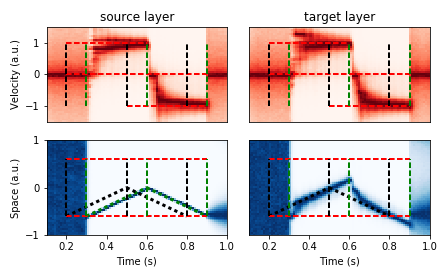 source layer
target layer
Velocity (a.u.)
1
0
−1
Space (a.u.)
1
0
−1
0.2 0.4 0.6 0.8 1.0
0.2 0.4 0.6 0.8 1.0
Time (s)
Time (s)